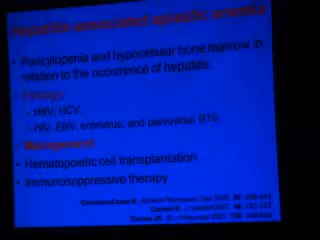 Hepatitis-associated aplastic anemia
• Pancytopenia and hypocellular bone marrow in
relation to the occurrence of hepatitis.
• Etiology:
– HBV, HCV
– HIV, EBV, echovirus, and parvovirus B19.
• Management:
• Hematopoietic cell transplantation
• Immunosuppressive therapy